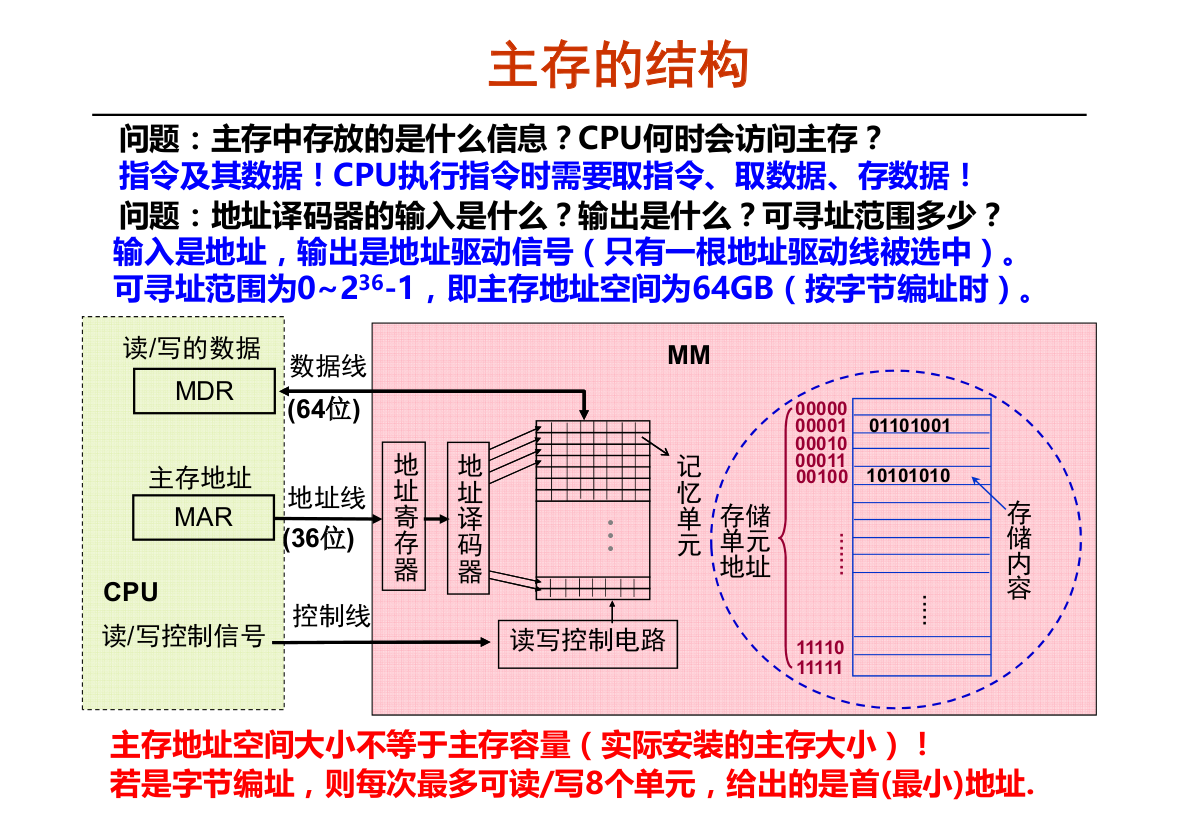 主存的结构
问题：主存中存放的是什么信息？CPU何时会访问主存？
指令及其数据！CPU执行指令时需要取指令、取数据、存数据！
问题：地址译码器的输入是什么？输出是什么？可寻址范围多少？
输入是地址，输出是地址驱动信号（只有一根地址驱动线被选中）。
可寻址范围为0~2³⁶-1，即主存地址空间为64GB（按字节编址时）。
读/写的数据
MDR
主存地址
MAR
CPU
读/写控制信号
数据线
(64位)
地址线
(36位)
控制线
MM
地址寄存器
地址译码器
记忆单元
读写控制电路
存储
单元
地址
00000
00001
00010
00011
00100
……
11110
11111
01101001
10101010
……
存储内容
主存地址空间大小不等于主存容量（实际安装的主存大小）！
若是字节编址，则每次最多可读/写8个单元，给出的是首(最小)地址.